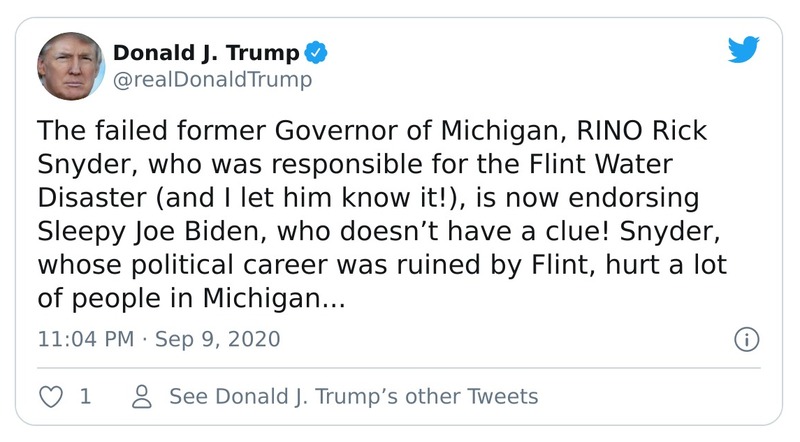 Donald J. Trump
@realDonaldTrump
The failed former Governor of Michigan, RINO Rick
Snyder, who was responsible for the Flint Water
Disaster (and I let him know it!), is now endorsing
Sleepy Joe Biden, who doesn’t have a clue! Snyder,
whose political career was ruined by Flint, hurt a lot
of people in Michigan...
11:04 PM · Sep 9, 2020
1 See Donald J. Trump’s other Tweets